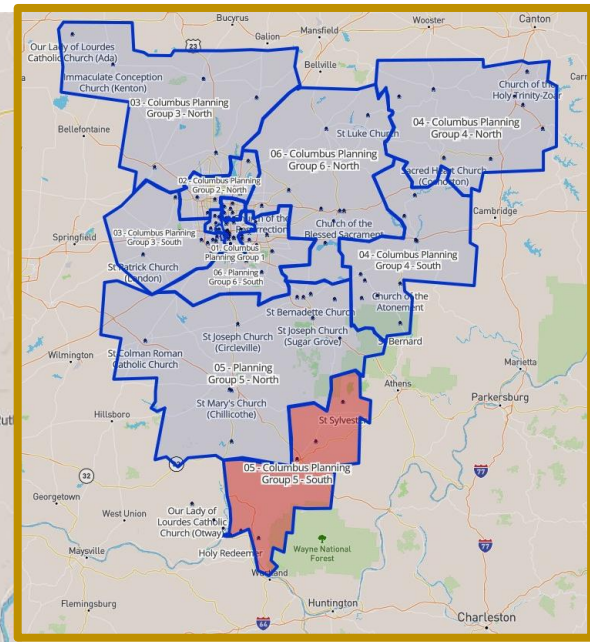 Bucyrus
Mansfield
Wooster
Canton
Galion
Our Lady of Lourdes
Catholic Church (Ada)
23
Bellville
Immaculate Conception
Church (Kenton)
Church of the
Holy Trinity-Zoar
03 - Columbus Planning
Group 3 - North
04 - Columbus Planning
Group 4 - North
Bellefontaine
St Luke Church
06 - Columbus Planning
Group 6 - North
02 - Columbus Planning
Group 2 - North
Sacred Heart Church
(Coshocton)
Cambridge
Church of the
Resurrection
Church of the
Blessed Sacrament
Springfield
03 - Columbus Planning
Group 3 - South
01 Columbus
Planning Group 1
04 - Columbus Planning
Group 4 - South
St Patrick Church
(London)
06 - Planning
Group 6 - South
Church of the
Atonement
St Bernadette Church
St Joseph Church
(Circleville)
St Joseph Church
(Sugar Grove)
St Bernard
Wilmington
St Colman Roman
Catholic Church
Marietta
05 - Planning
Group 5 - North
Athens
Parkersburg
St Mary's Church
(Chillicothe)
Hillsboro
St Sylvester
77
05 - Columbus Planning
Group 5 - South
32
Georgetown
West Union
Our Lady of
Lourdes Catholic
Church (Otway)
Wayne National
Forest
77
Maysville
Holy Redeemer
Flemingsburg
Huntington
64
Charleston